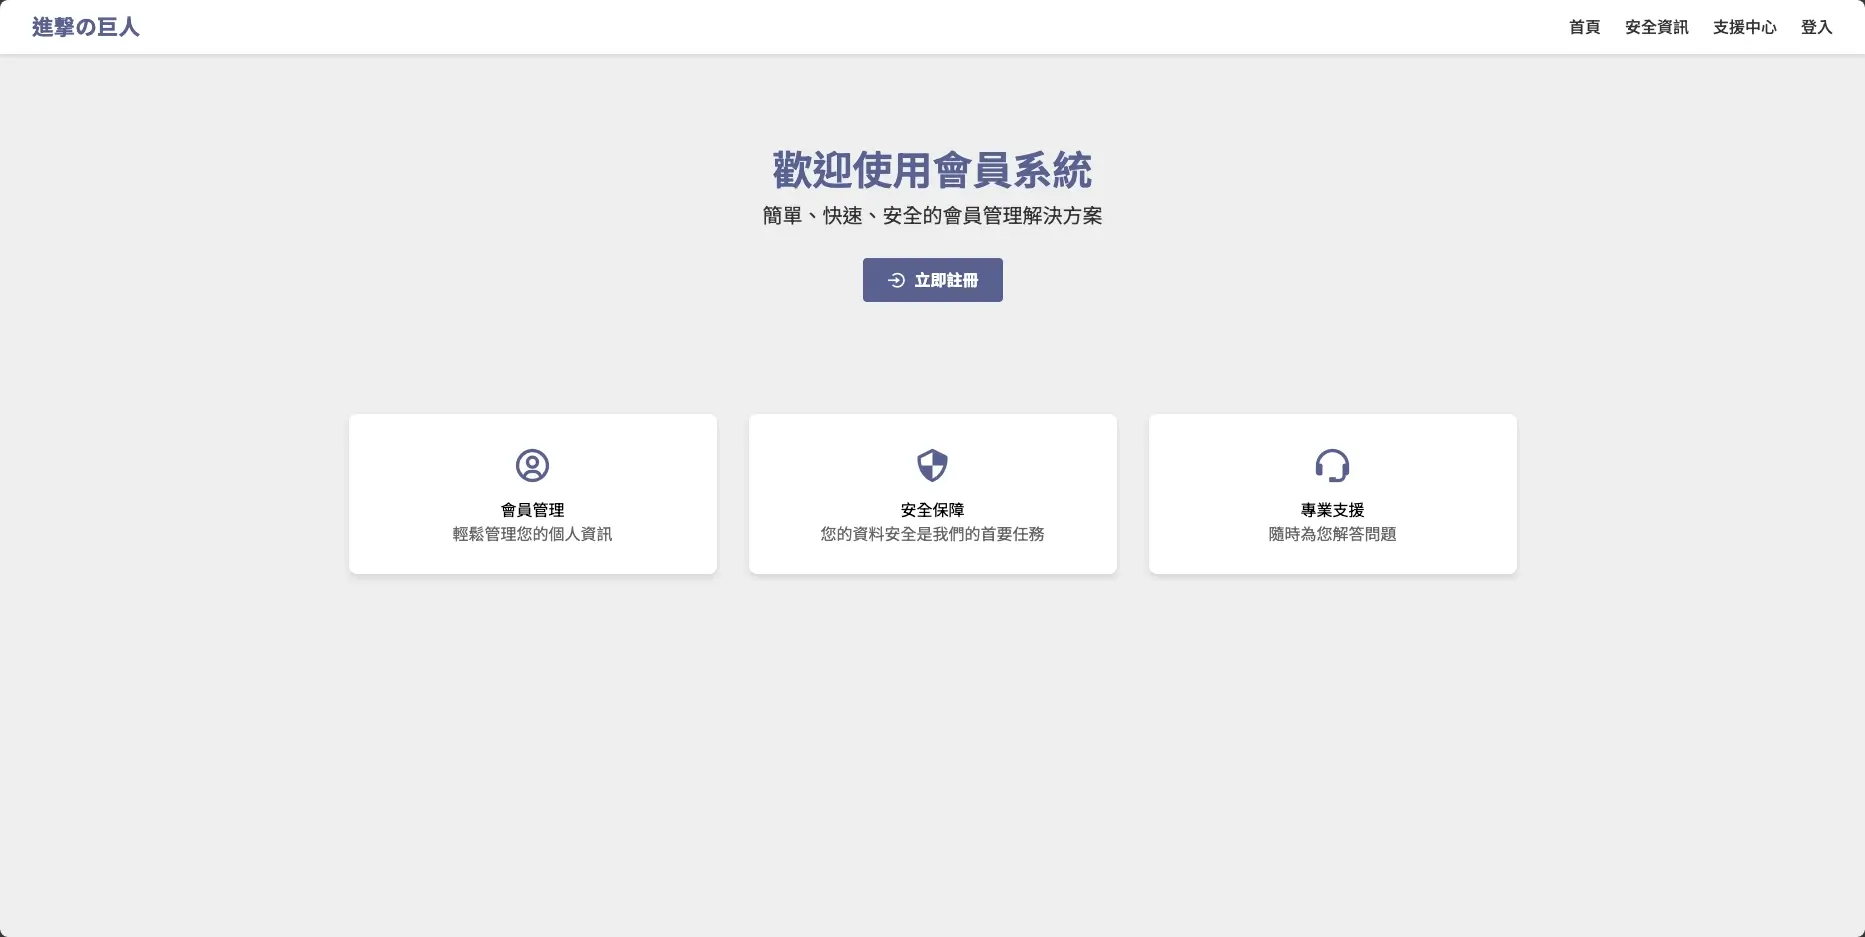 進撃の巨人
首頁
安全資訊
支援中心
登入
歡迎使用會員系統
簡單、快速、安全的會員管理解決方案
立即註冊
會員管理
輕鬆管理您的個人資訊
安全保障
您的資料安全是我們的首要任務
專業支援
隨時為您解答問題